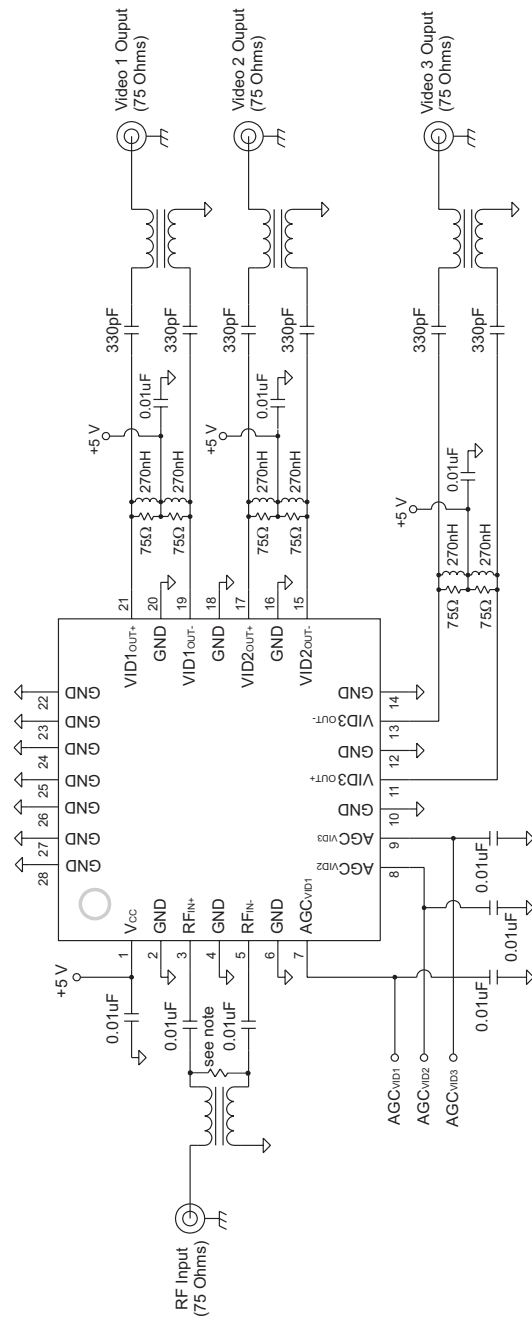 RF Input
(75 Ohms)
see note
0.01uF
0.01uF
0.01uF
+5 V
1
2
3
4
5
6
7
VCC
GND
RFIN+
GND
RFIN-
GND
AGCVID1
28
27
26
25
24
23
22
GND
GND
GND
GND
GND
GND
GND
VID1OUT+
GND
VID1OUT-
GND
VID2OUT+
GND
VID2OUT-
21
20
19
18
17
16
15
AGCVID2
AGCVID3
GND
VID3OUT+
GND
VID3OUT-
GND
8
9
10
11
12
13
14
AGCVID1
AGCVID2
AGCVID3
0.01uF
0.01uF
0.01uF
75Ω
75Ω
270nH
270nH
+5 V
0.01uF
330pF
330pF
Video 1 Ouput
(75 Ohms)
75Ω
75Ω
270nH
270nH
+5 V
0.01uF
330pF
330pF
Video 2 Ouput
(75 Ohms)
75Ω
75Ω
270nH
270nH
+5 V
0.01uF
330pF
330pF
Video 3 Ouput
(75 Ohms)